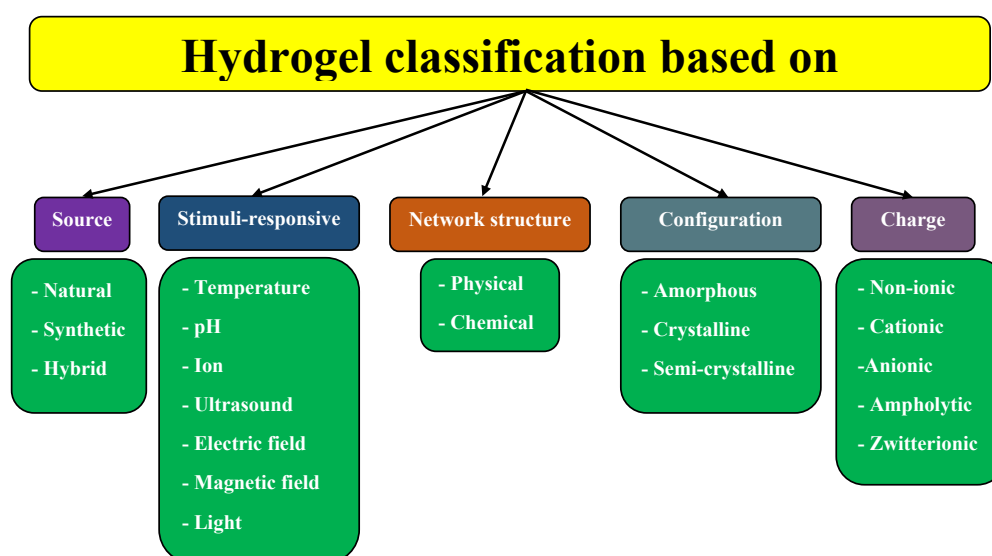 Hydrogel classification based on
Source
- Natural
- Synthetic
- Hybrid
Stimuli-responsive
- Temperature
- pH
- Ion
- Ultrasound
- Electric field
- Magnetic field
- Light
Network structure
- Physical
- Chemical
Configuration
- Amorphous
- Crystalline
- Semi-crystalline
Charge
- Non-ionic
- Cationic
-Anionic
- Ampholytic
- Zwitterionic